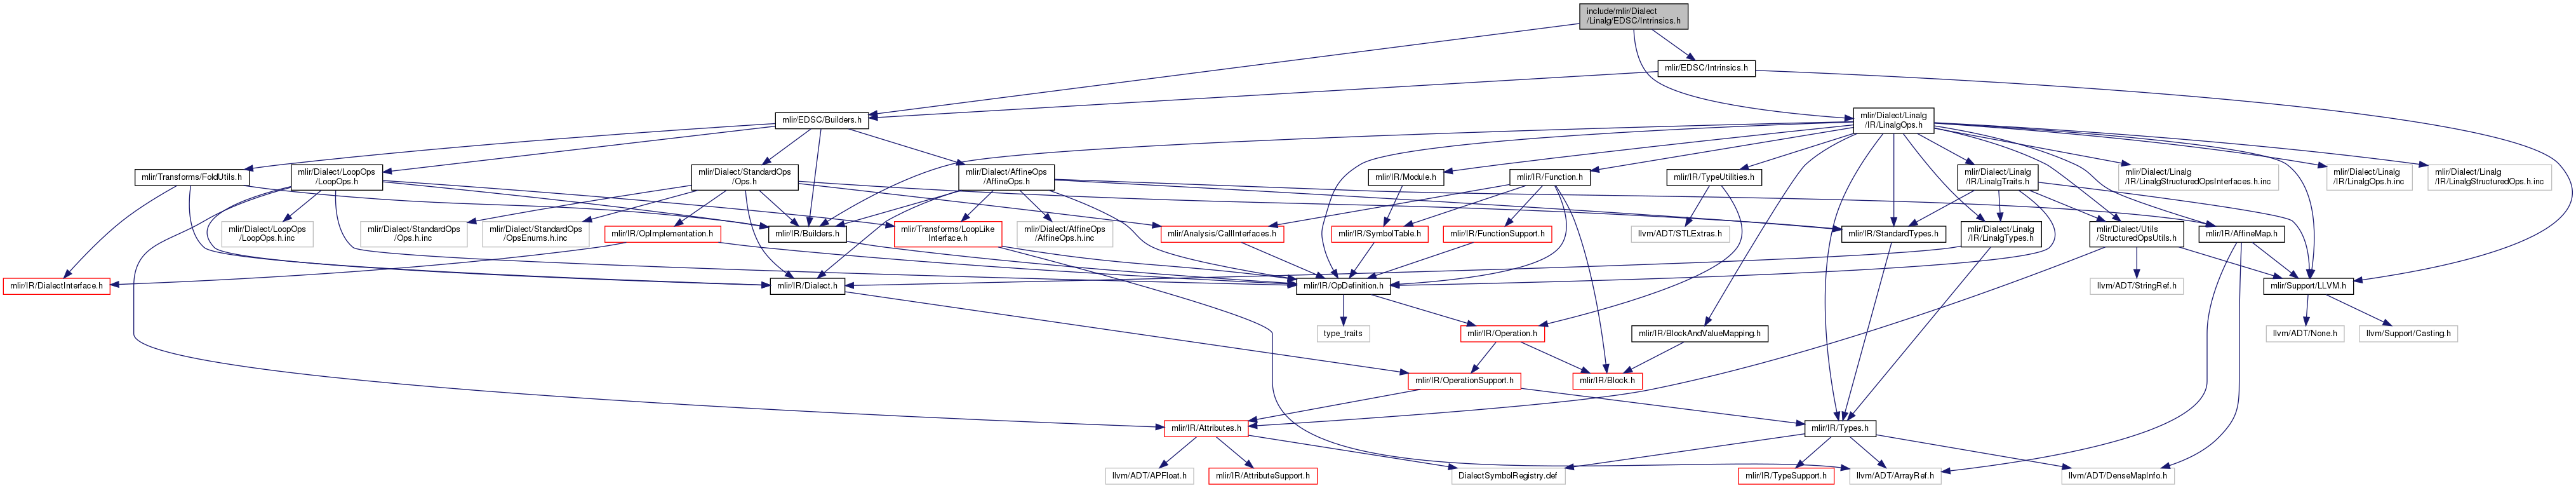 include/mlir/Dialect
/Linalg/EDSC/Intrinsics.h
mlir/EDSC/Intrinsics.h
mlir/EDSC/Builders.h
mlir/Dialect/Linalg
/IR/LinalgOps.h
mlir/Transforms/FoldUtils.h
mlir/Dialect/LoopOps
/LoopOps.h
mlir/Dialect/StandardOps
/Ops.h
mlir/Dialect/AffineOps
/AffineOps.h
mlir/IR/Module.h
mlir/IR/Function.h
mlir/IR/TypeUtilities.h
mlir/Dialect/Linalg
/IR/LinalgTraits.h
mlir/Dialect/Linalg
/IR/LinalgStructuredOpsInterfaces.h.inc
mlir/Dialect/Linalg
/IR/LinalgOps.h.inc
mlir/Dialect/Linalg
/IR/LinalgStructuredOps.h.inc
mlir/Dialect/LoopOps
/LoopOps.h.inc
mlir/Dialect/StandardOps
/Ops.h.inc
mlir/Dialect/StandardOps
/OpsEnums.h.inc
mlir/IR/OpImplementation.h
mlir/IR/Builders.h
mlir/Transforms/LoopLike
Interface.h
mlir/Dialect/AffineOps
/AffineOps.h.inc
mlir/Analysis/CallInterfaces.h
mlir/IR/SymbolTable.h
mlir/IR/FunctionSupport.h
llvm/ADT/STLExtras.h
mlir/IR/StandardTypes.h
mlir/Dialect/Linalg
/IR/LinalgTypes.h
mlir/Dialect/Utils
/StructuredOpsUtils.h
mlir/IR/AffineMap.h
mlir/IR/DialectInterface.h
mlir/IR/Dialect.h
mlir/IR/OpDefinition.h
llvm/ADT/StringRef.h
mlir/Support/LLVM.h
type_traits
mlir/IR/Operation.h
mlir/IR/BlockAndValueMapping.h
llvm/ADT/None.h
llvm/Support/Casting.h
mlir/IR/OperationSupport.h
mlir/IR/Block.h
mlir/IR/Attributes.h
mlir/IR/Types.h
llvm/ADT/APFloat.h
mlir/IR/AttributeSupport.h
DialectSymbolRegistry.def
mlir/IR/TypeSupport.h
llvm/ADT/ArrayRef.h
llvm/ADT/DenseMapInfo.h